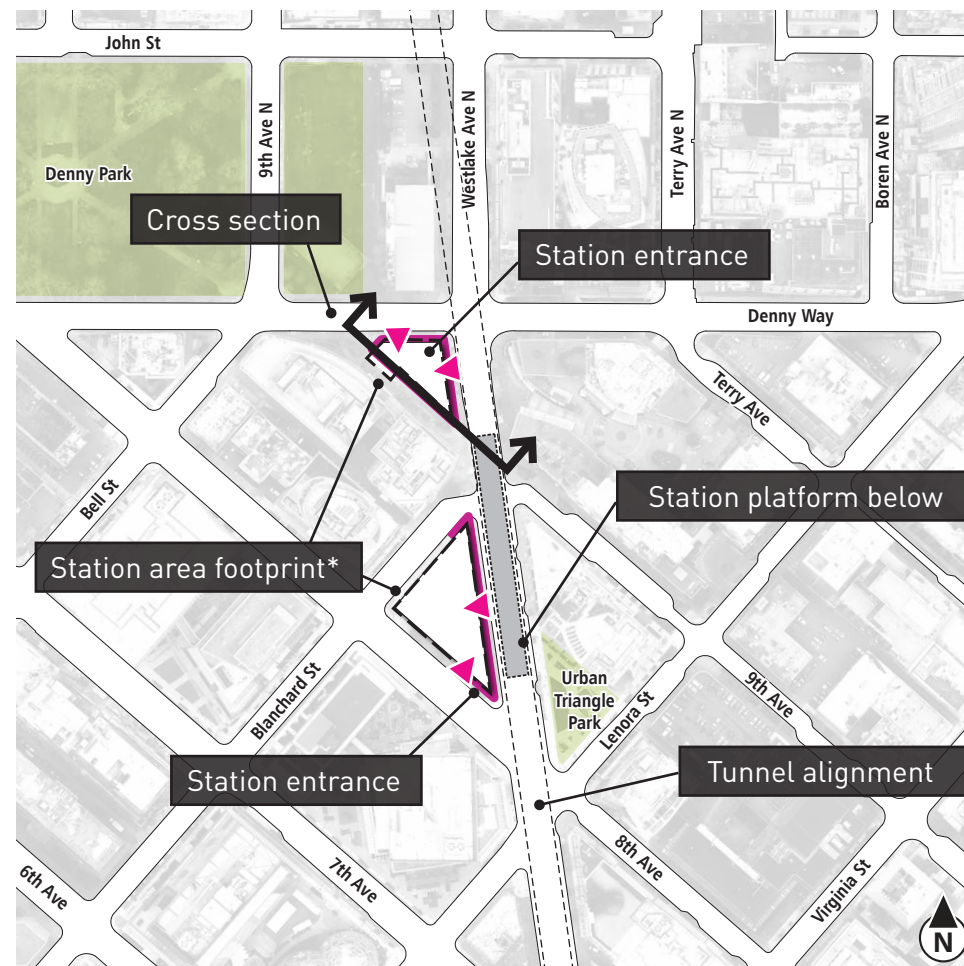 John St
9th Ave N
Westlake Ave N
Terry Ave N
Boren Ave N
Denny Park
Cross section
Station entrance
Denny Way
Terry Ave
Bell St
Station platform below
Station area footprint*
Urban
Triangle
Park
9th Ave
Blanchard St
Lenora St
Station entrance
Tunnel alignment
6th Ave
7th Ave
8th Ave
Virginia St
N